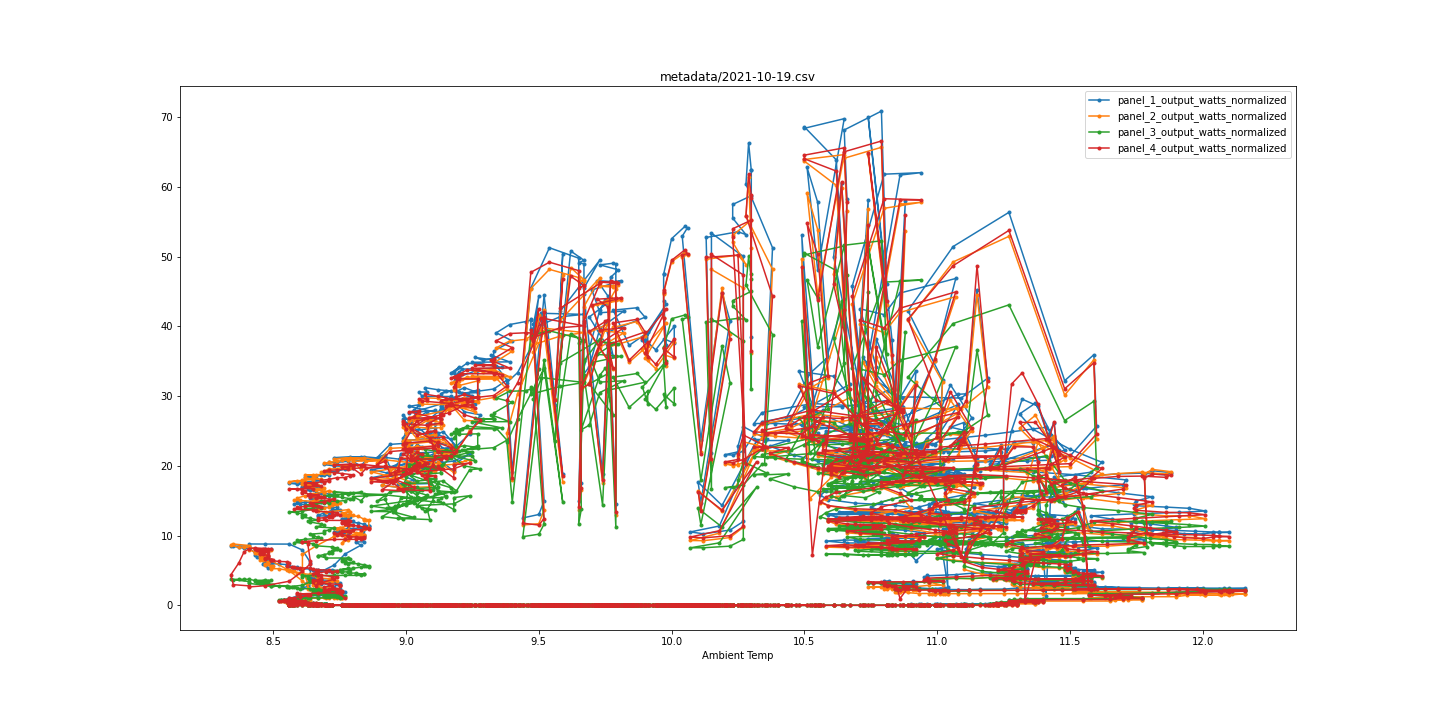 metadata/2021-10-19.csv
panel_1_output_watts_normalized
panel_2_output_watts_normalized
panel_3_output_watts_normalized
panel_4_output_watts_normalized
70
60
50
40
30
20
10
0
8.5 9.0 9.5 10.0 10.5 11.0 11.5 12.0
Ambient Temp